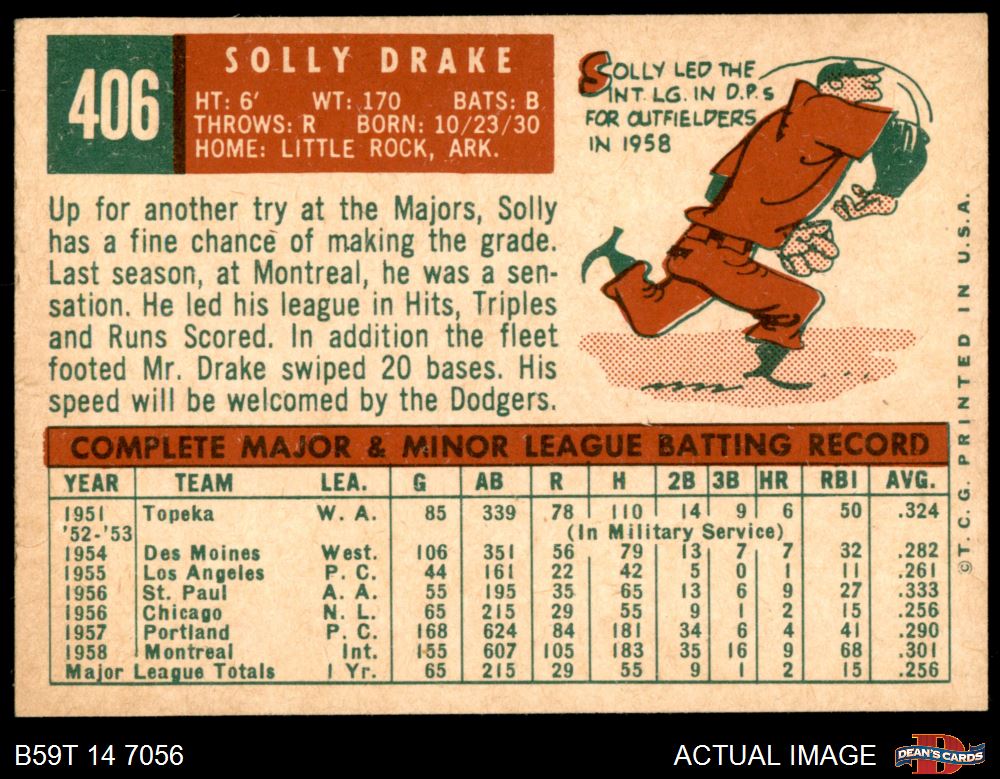 406
SOLLY DRAKE
HT: 6' WT: 170 BATS: B
THROWS: R BORN: 10/23/30
HOME: LITTLE ROCK, ARK.
SOLLY LED THE
INT. LG. IN D.P.s
FOR OUTFIELDERS
IN 1958
Up for another try at the Majors, Solly
has a fine chance of making the grade.
Last season, at Montreal, he was a sen-
sation. He led his league in Hits, Triples
and Runs Scored. In addition the fleet
footed Mr. Drake swiped 20 bases. His
speed will be welcomed by the Dodgers.
©T. C. G. PRINTED IN U.S.A.
COMPLETE MAJOR & MINOR LEAGUE BATTING RECORD
YEAR TEAM LEA. G AB R H 2B 3B HR RBI AVG.
1951 Topeka W. A. 85 339 78 110 14 9 6 50 .324
'52-'53 (In Military Service)
1954 Des Moines West. 106 351 56 79 13 7 7 32 .282
1955 Los Angeles P. C. 44 161 22 42 5 0 1 11 .261
1956 St. Paul A. A. 55 195 35 65 13 6 9 27 .333
1956 Chicago N. L. 65 215 29 55 9 1 2 15 .256
1957 Portland P. C. 168 624 84 181 34 6 4 41 .290
1958 Montreal Int. 155 607 105 183 35 16 9 68 .301
Major League Totals 1 Yr. 65 215 29 55 9 1 2 15 .256
B59T 14 7056
ACTUAL IMAGE
DEAN'S CARDS